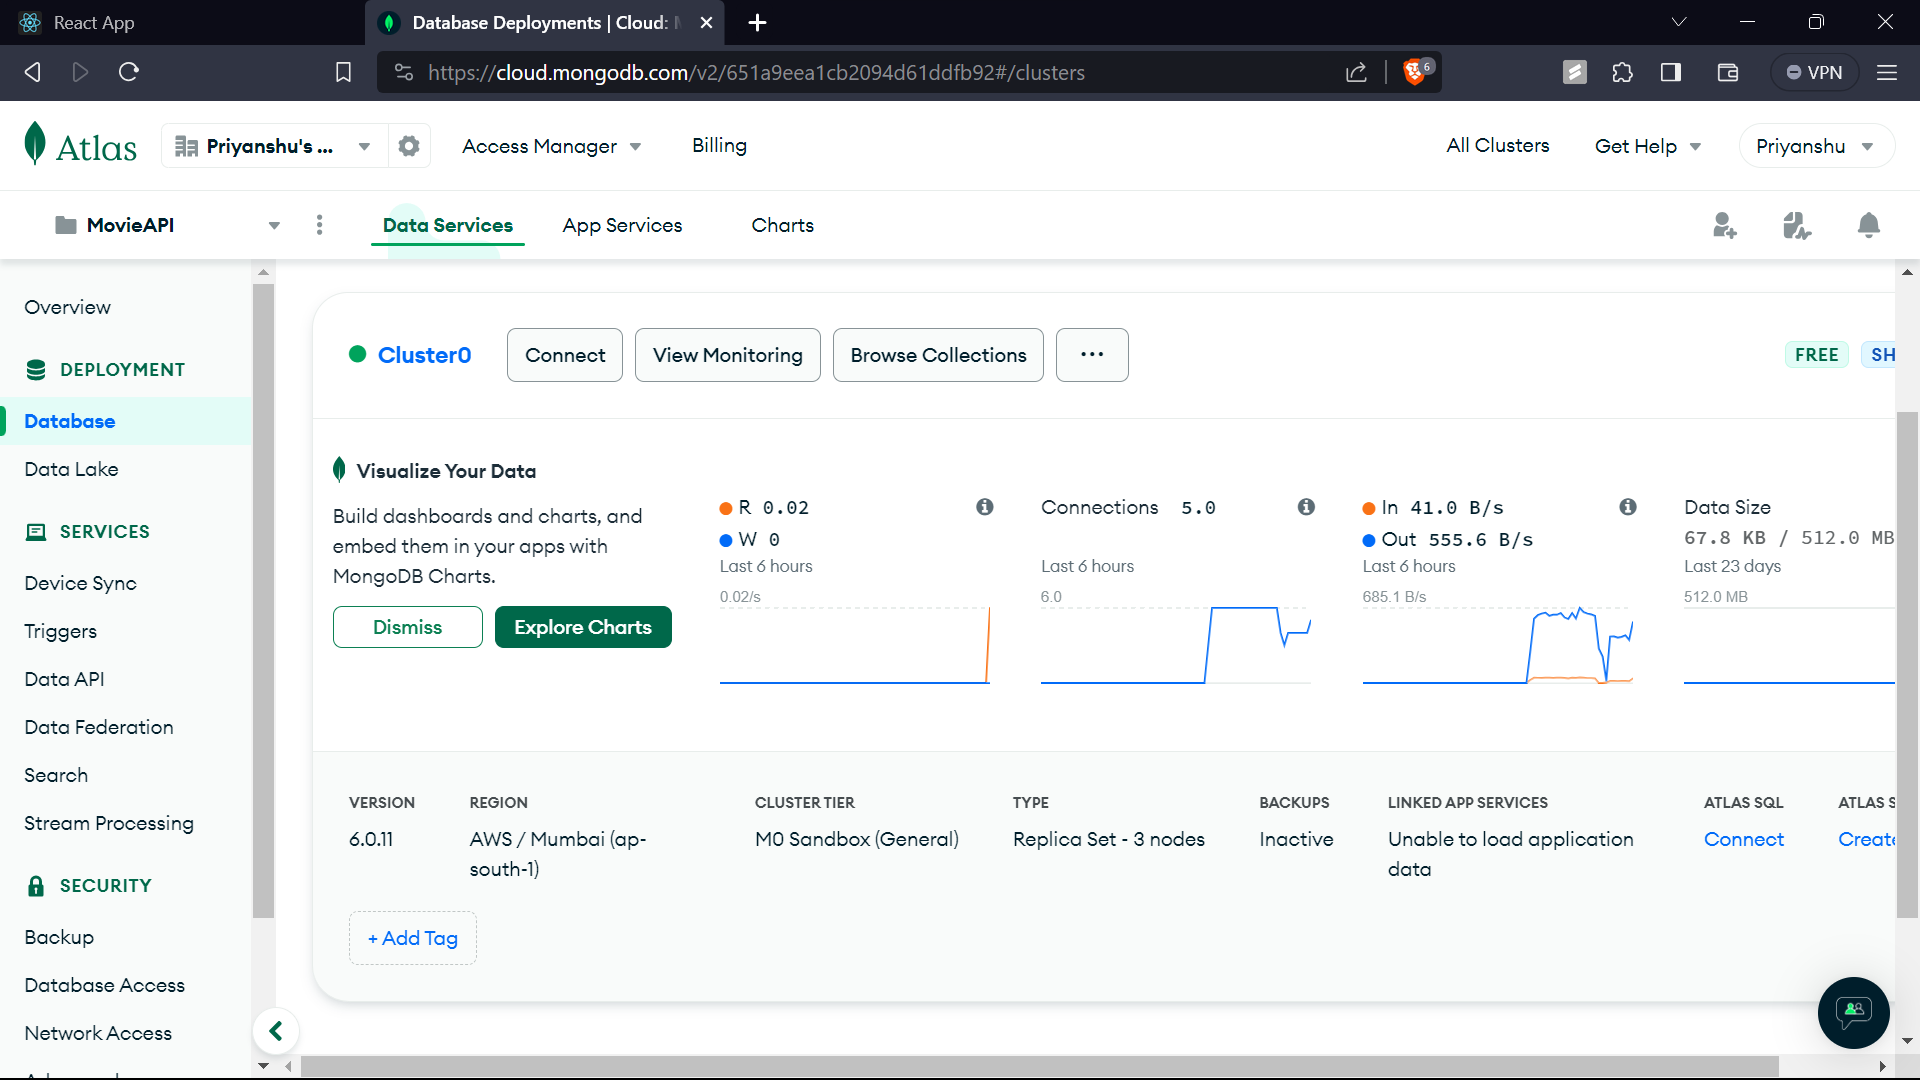 React App
Database Deployments | Cloud:
https://cloud.mongodb.com/v2/651a9eea1cb2094d61ddfb92#/clusters
6
VPN
Atlas
Priyanshu's ...
Access Manager
Billing
All Clusters
Get Help
Priyanshu
MovieAPI
Data Services
App Services
Charts
Overview
DEPLOYMENT
Database
Data Lake
SERVICES
Device Sync
Triggers
Data API
Data Federation
Search
Stream Processing
SECURITY
Backup
Database Access
Network Access
Cluster0
Connect
View Monitoring
Browse Collections
...
FREE
SH
Visualize Your Data
Build dashboards and charts, and
embed them in your apps with
MongoDB Charts.
Dismiss
Explore Charts
R 0.02
W 0
Last 6 hours
0.02/s
Connections 5.0
Last 6 hours
6.0
In 41.0 B/s
Out 555.6 B/s
Last 6 hours
685.1 B/s
Data Size
67.8 KB / 512.0 MB
Last 23 days
512.0 MB
VERSION
6.0.11
REGION
AWS / Mumbai (ap-
south-1)
CLUSTER TIER
M0 Sandbox (General)
TYPE
Replica Set - 3 nodes
BACKUPS
Inactive
LINKED APP SERVICES
Unable to load application
data
ATLAS SQL
Connect
ATLAS S
Create
+ Add Tag